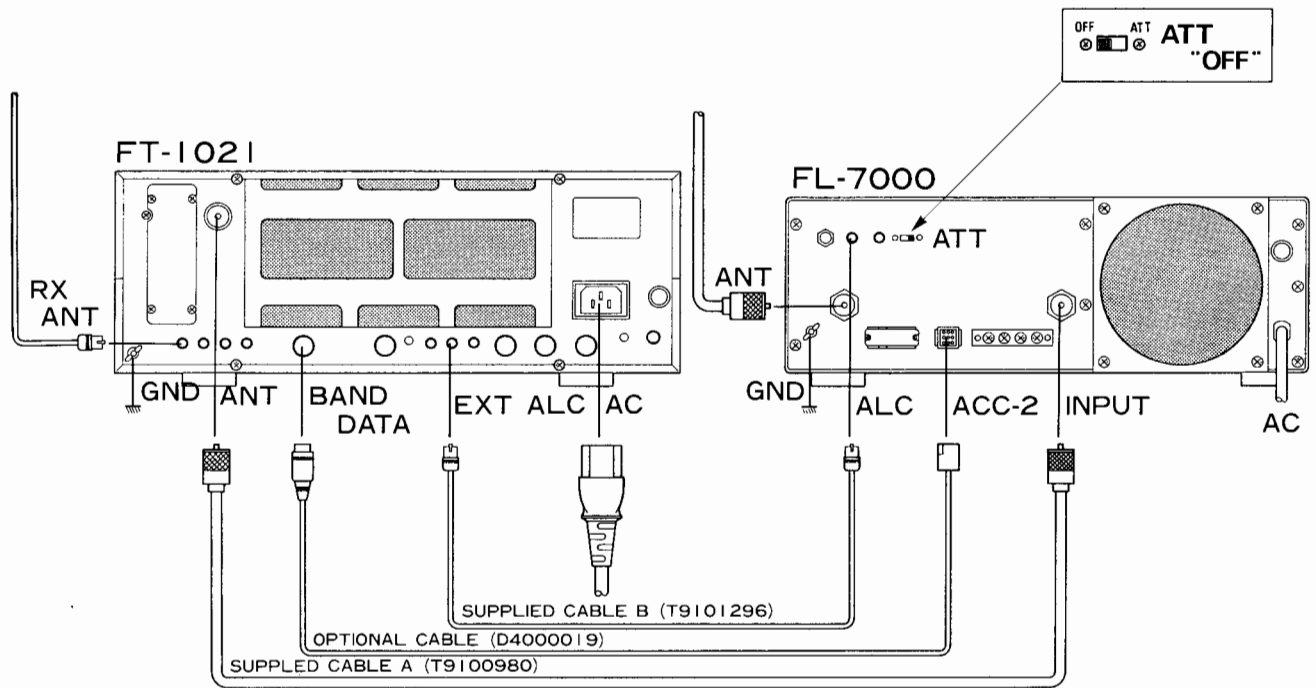 OFF ATT ATT
"OFF"
FT-1021
FL-7000
ATT
RX
ANT
ANT
GND ANT BAND
DATA
EXT ALC AC
GND ALC ACC-2 INPUT
AC
SUPPLIED CABLE B (T9101296)
OPTIONAL CABLE (D4000019)
SUPPLED CABLE A (T9100980)